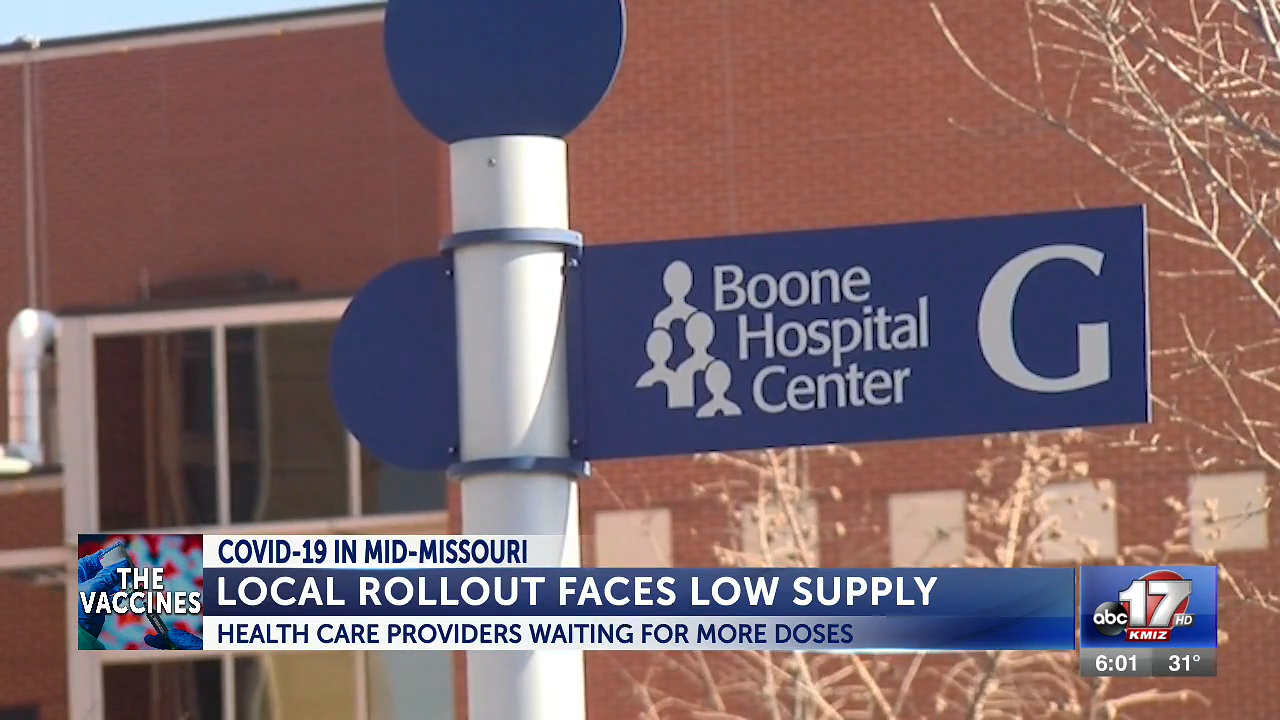 Boone
Hospital
Center
G
THE
VACCINES
COVID-19 IN MID-MISSOURI
LOCAL ROLLOUT FACES LOW SUPPLY
HEALTH CARE PROVIDERS WAITING FOR MORE DOSES
abc 17 HD
KMIZ
6:01 31°